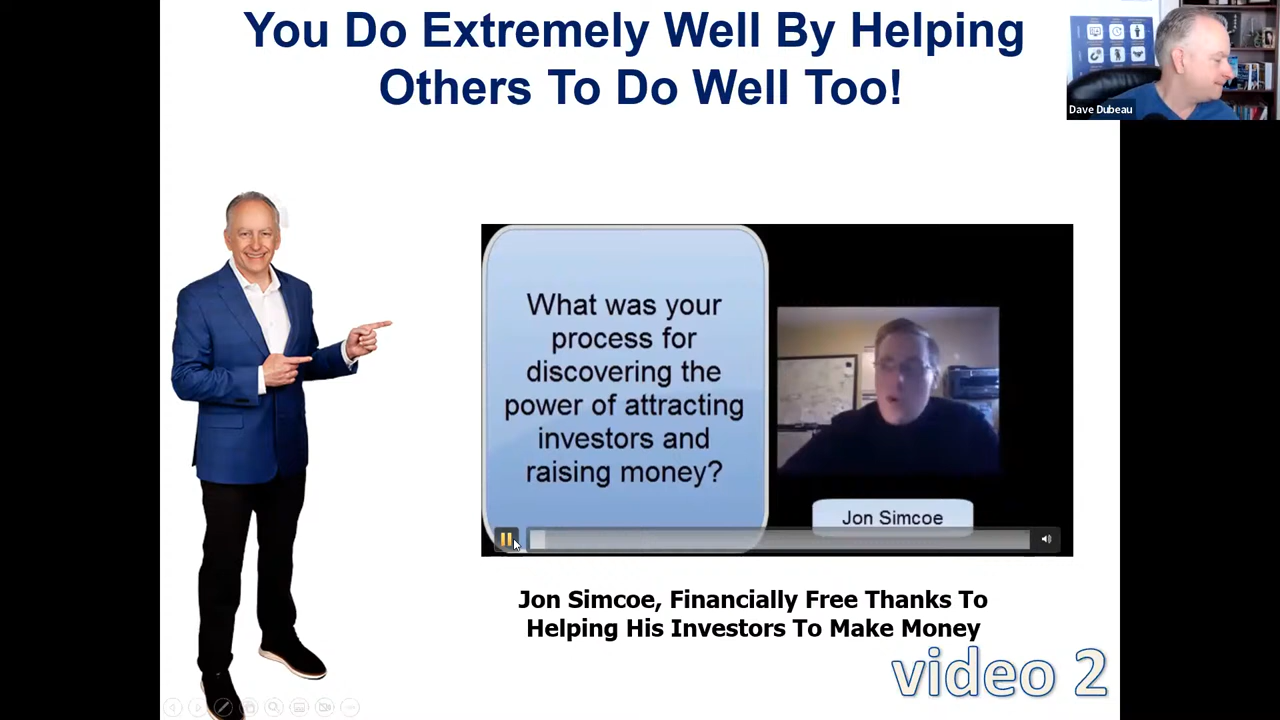 You Do Extremely Well By Helping
Others To Do Well Too!
Dave Dubeau
What was your
process for
discovering the
power of attracting
investors and
raising money?
Jon Simcoe
Jon Simcoe, Financially Free Thanks To
Helping His Investors To Make Money
video 2